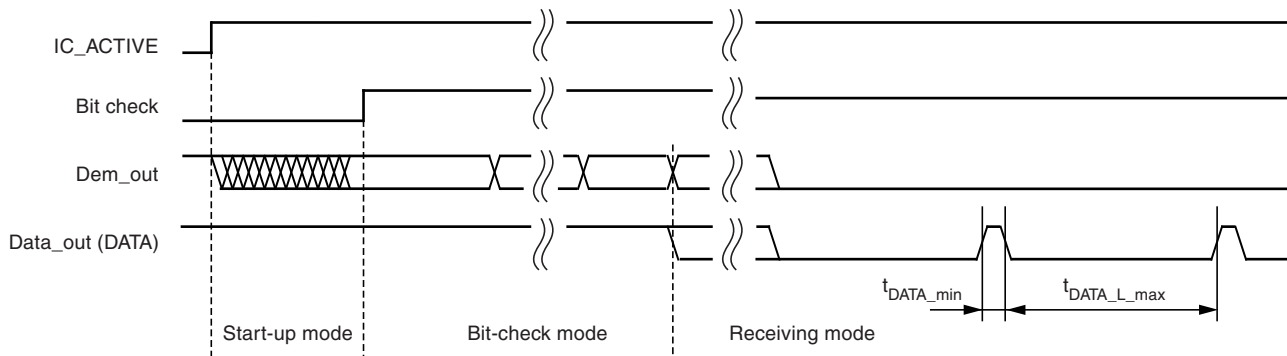 IC_ACTIVE
Bit check
Dem_out
Data_out (DATA)
tDATA_min
tDATA_L_max
Start-up mode
Bit-check mode
Receiving mode